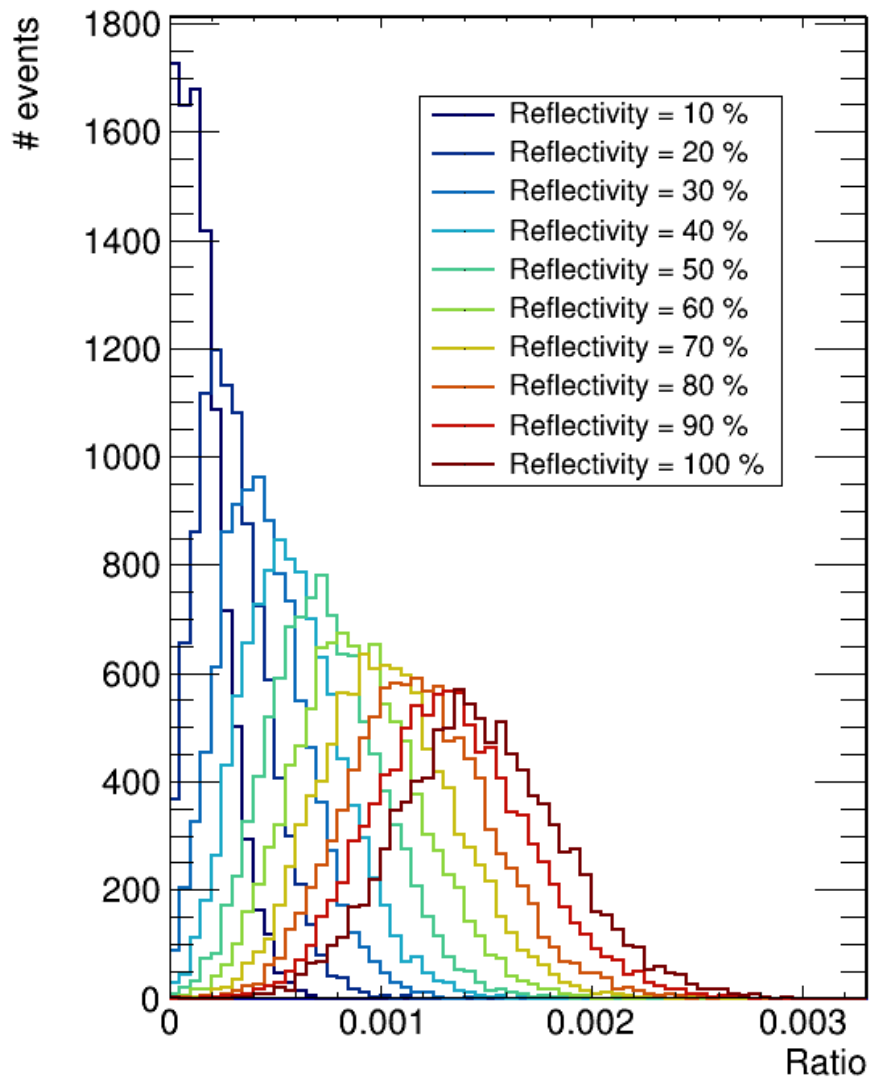 # events
1800
1600
1400
1200
1000
800
600
400
200
0
Reflectivity = 10 %
Reflectivity = 20 %
Reflectivity = 30 %
Reflectivity = 40 %
Reflectivity = 50 %
Reflectivity = 60 %
Reflectivity = 70 %
Reflectivity = 80 %
Reflectivity = 90 %
Reflectivity = 100 %
0 0.001 0.002 0.003
Ratio